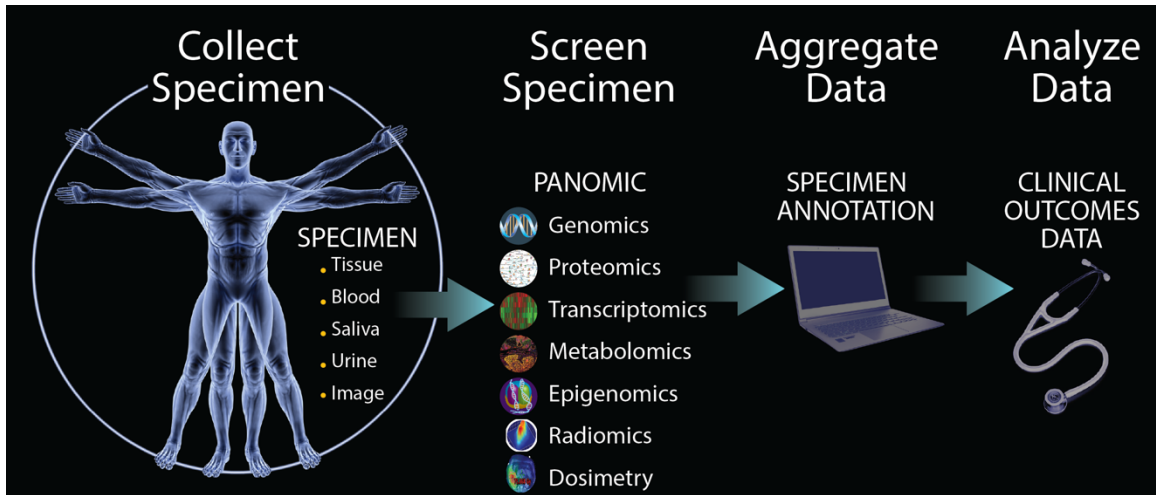 Collect
Specimen
SPECIMEN
• Tissue
• Blood
• Saliva
• Urine
• Image
Screen
Specimen
PANOMIC
Genomics
Proteomics
Transcriptomics
Metabolomics
Epigenomics
Radiomics
Dosimetry
Aggregate
Data
SPECIMEN
ANNOTATION
Analyze
Data
CLINICAL
OUTCOMES
DATA